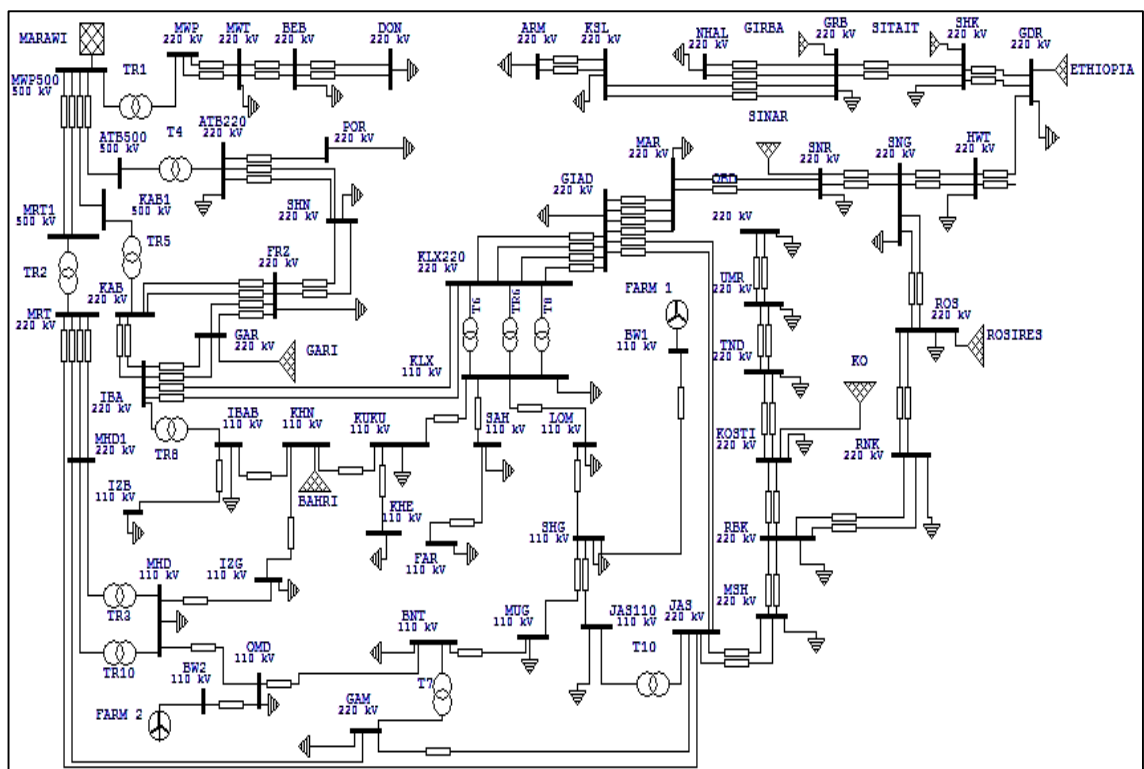 MARAWI
MWP
220 kV
MWT
220 kV
BEB
220 kV
DON
220 kV
ARM
220 kV
KSL
220 kV
NHAL
220 kV
GIRBA
GRB
220 kV
SITAIT
SHK
220 kV
GDR
220 kV
ETHIOPIA
MWP500
500 kV
TR1
ATB500
500 kV
T4
ATB220
220 kV
POR
220 kV
SINAR
MAR
220 kV
SNR
220 kV
SNG
220 kV
HWT
220 kV
KAB1
500 kV
GIAD
220 kV
OBD
220 kV
MRT1
500 kV
SHN
220 kV
TR5
TR2
FRZ
220 kV
KLX220
220 kV
UMR
220 kV
KAB
220 kV
MRT
220 kV
FARM 1
T6
TR6
T8
BW1
110 kV
ROS
220 kV
ROSIRES
GAR
220 kV
GARI
TND
220 kV
KLX
110 kV
KO
IBA
220 kV
TR8
IBAB
110 kV
KHN
110 kV
KUKU
110 kV
SAH
110 kV
LOM
110 kV
KOSTI
220 kV
RNK
220 kV
MHD1
220 kV
IZB
110 kV
BAHRI
KHE
110 kV
SHG
110 kV
RBK
220 kV
FAR
110 kV
MHD
110 kV
IZG
110 kV
TR3
MSH
220 kV
BNT
110 kV
MUG
110 kV
JAS110
110 kV
JAS
220 kV
T10
TR10
OMD
110 kV
BW2
110 kV
T7
GAM
220 kV
FARM 2